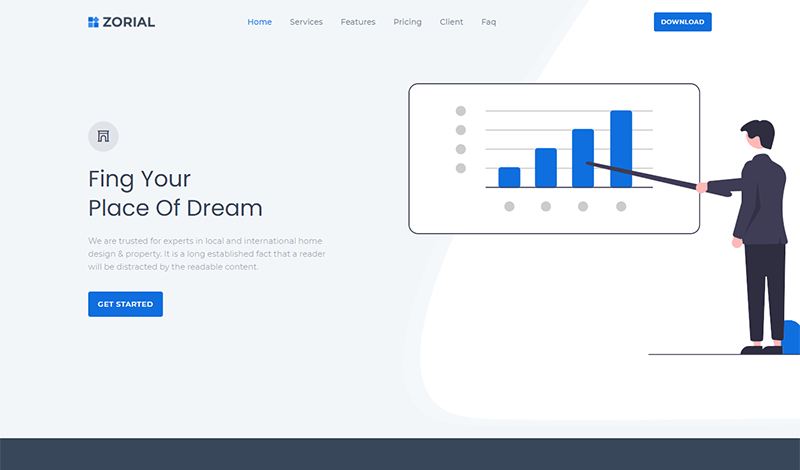 ZORIAL
Home Services Features Pricing Client Faq
DOWNLOAD
Fing Your
Place Of Dream
We are trusted for experts in local and international home
design & property. It is a long established fact that a reader
will be distracted by the readable content.
GET STARTED